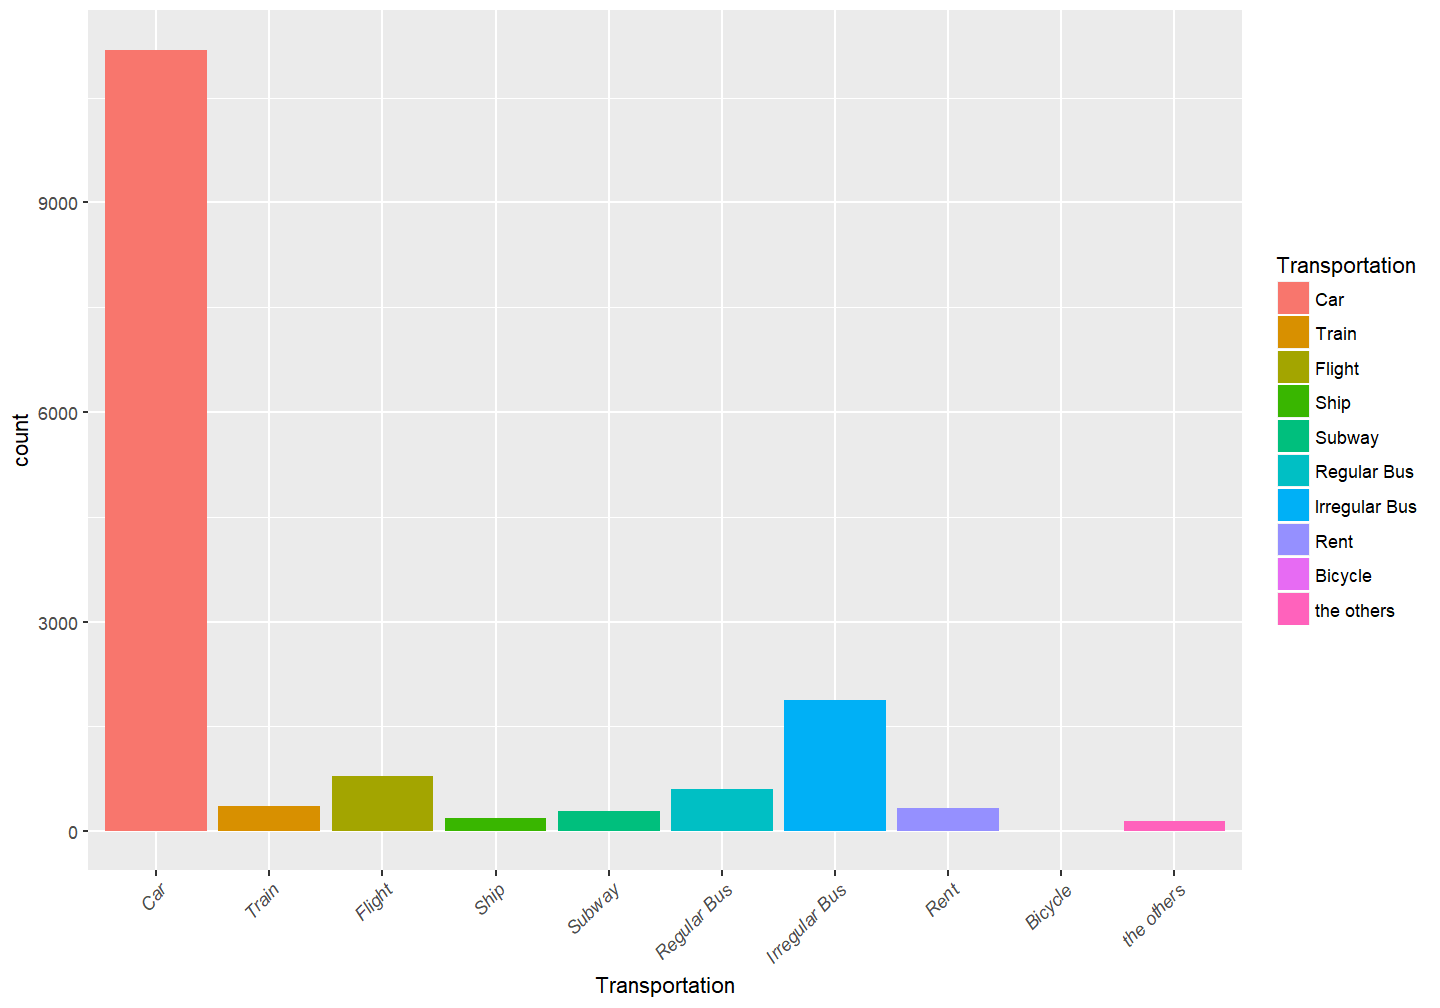 count
9000
6000
3000
0
Car
Train
Flight
Ship
Subway
Regular Bus
Irregular Bus
Rent
Bicycle
the others
Transportation
Transportation
Car
Train
Flight
Ship
Subway
Regular Bus
Irregular Bus
Rent
Bicycle
the others